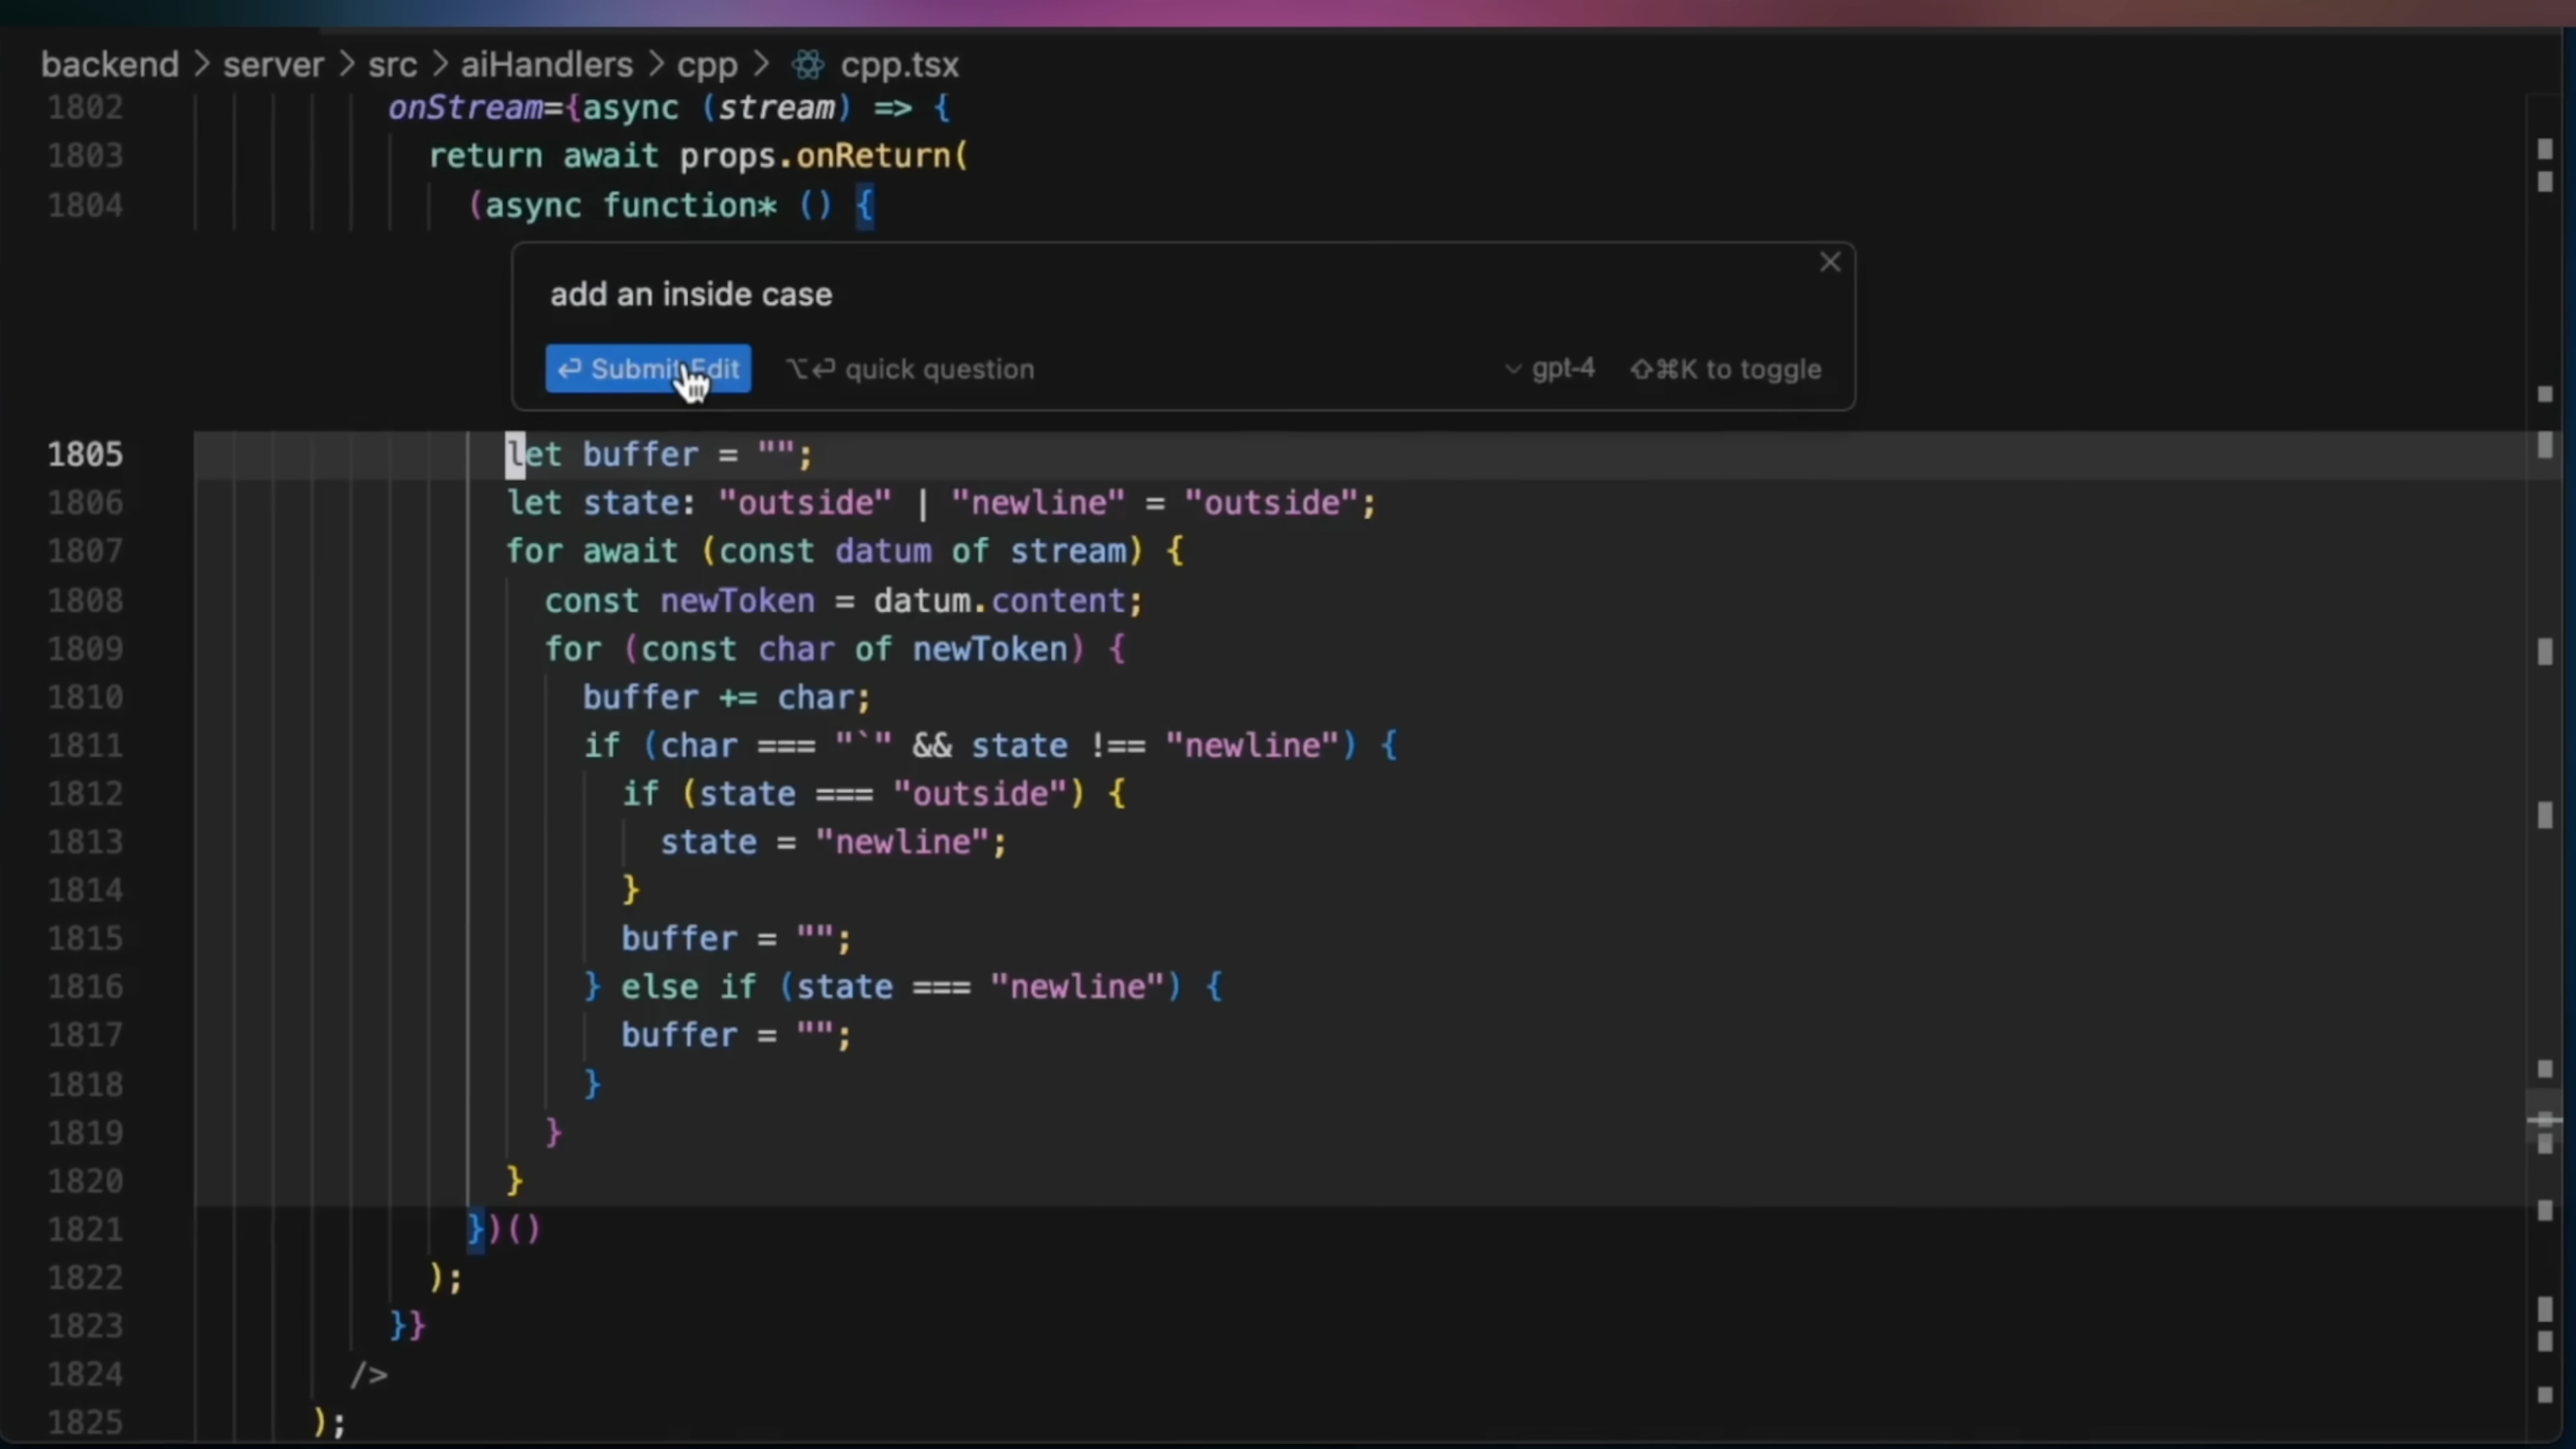 backend > server > src > aiHandlers > cpp > cpp.tsx
1802 onStream={async (stream) => {
1803 return await props.onReturn(
1804 (async function* () {
add an inside case
⏎ Submit Edit ⌥⏎ quick question gpt-4 ⇧⌘K to toggle
1805 let buffer = "";
1806 let state: "outside" | "newline" = "outside";
1807 for await (const datum of stream) {
1808 const newToken = datum.content;
1809 for (const char of newToken) {
1810 buffer += char;
1811 if (char === "`" && state !== "newline") {
1812 if (state === "outside") {
1813 state = "newline";
1814 }
1815 buffer = "";
1816 } else if (state === "newline") {
1817 buffer = "";
1818 }
1819 }
1820 }
1821 })()
1822 );
1823 }}
1824 />
1825 );